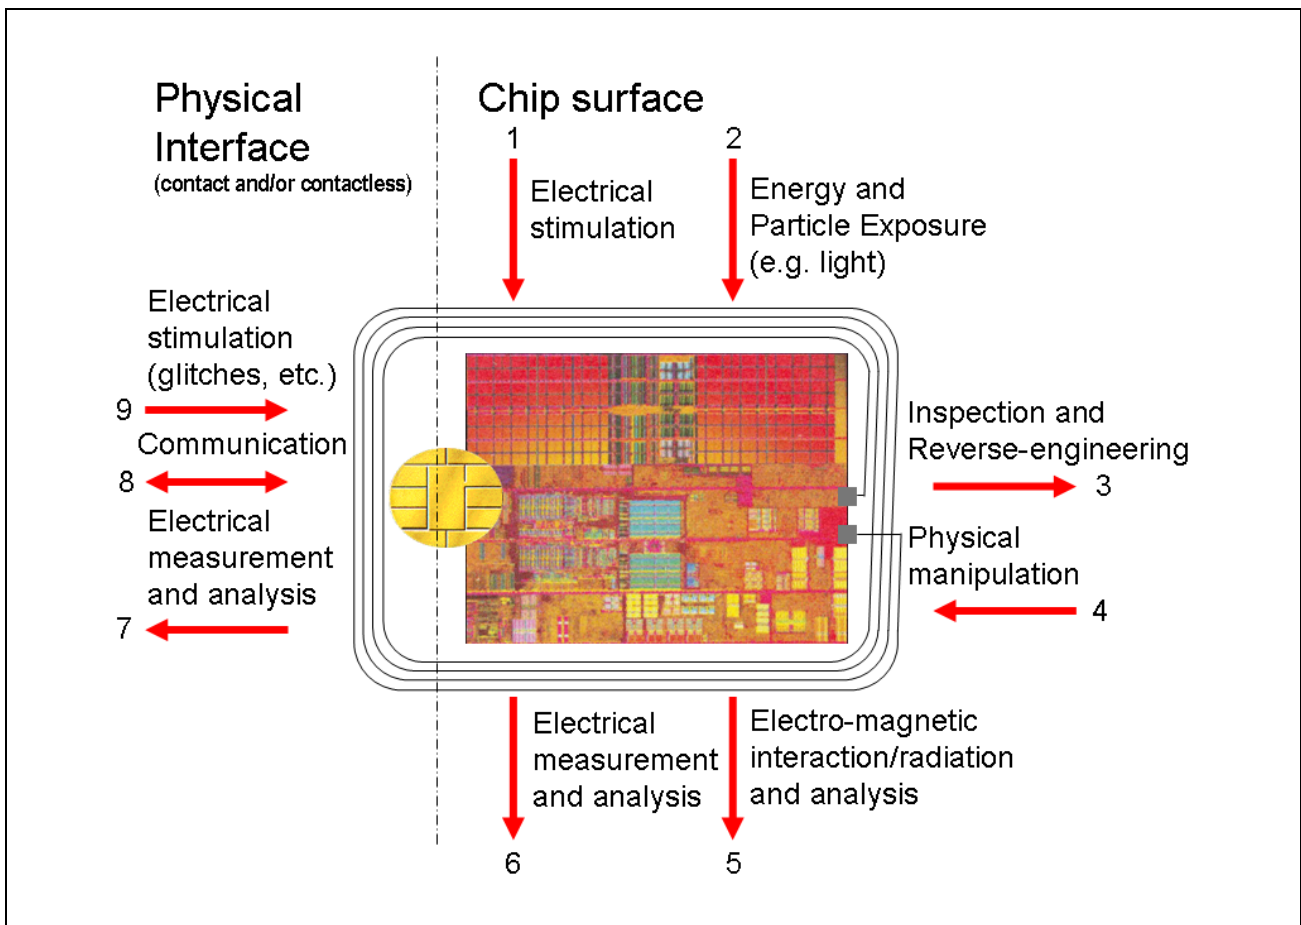 Physical
Interface
(contact and/or contactless)
Chip surface
1
2
Electrical
stimulation
Energy and
Particle Exposure
(e.g. light)
Electrical
stimulation
(glitches, etc.)
9
Communication
8
Electrical
measurement
and analysis
7
Inspection and
Reverse-engineering
3
Physical
manipulation
4
Electrical
measurement
and analysis
6
Electro-magnetic
interaction/radiation
and analysis
5